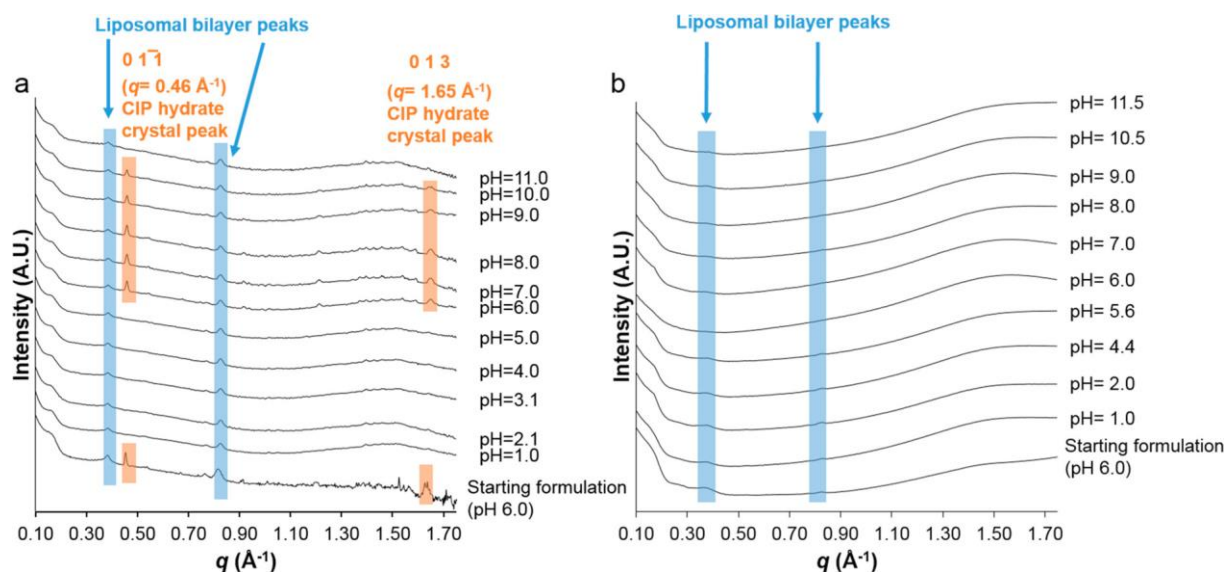 Liposomal bilayer peaks
a
0 1 1̄ 1
(q= 0.46 Å⁻¹)
CIP hydrate
crystal peak
0 1 3
(q= 1.65 Å⁻¹)
CIP hydrate
crystal peak
pH=11.0
pH=10.0
pH=9.0
pH=8.0
pH=7.0
pH=6.0
pH=5.0
pH=4.0
pH=3.1
pH=2.1
pH=1.0
Starting formulation
(pH 6.0)
Intensity (A.U.)
0.10 0.30 0.50 0.70 0.90 1.10 1.30 1.50 1.70
q (Å⁻¹)
Liposomal bilayer peaks
b
pH= 11.5
pH= 10.5
pH= 9.0
pH= 8.0
pH= 7.0
pH= 6.0
pH= 5.6
pH= 4.4
pH= 2.0
pH= 1.0
Starting formulation
(pH 6.0)
Intensity (A.U.)
0.10 0.30 0.50 0.70 0.90 1.10 1.30 1.50 1.70
q (Å⁻¹)